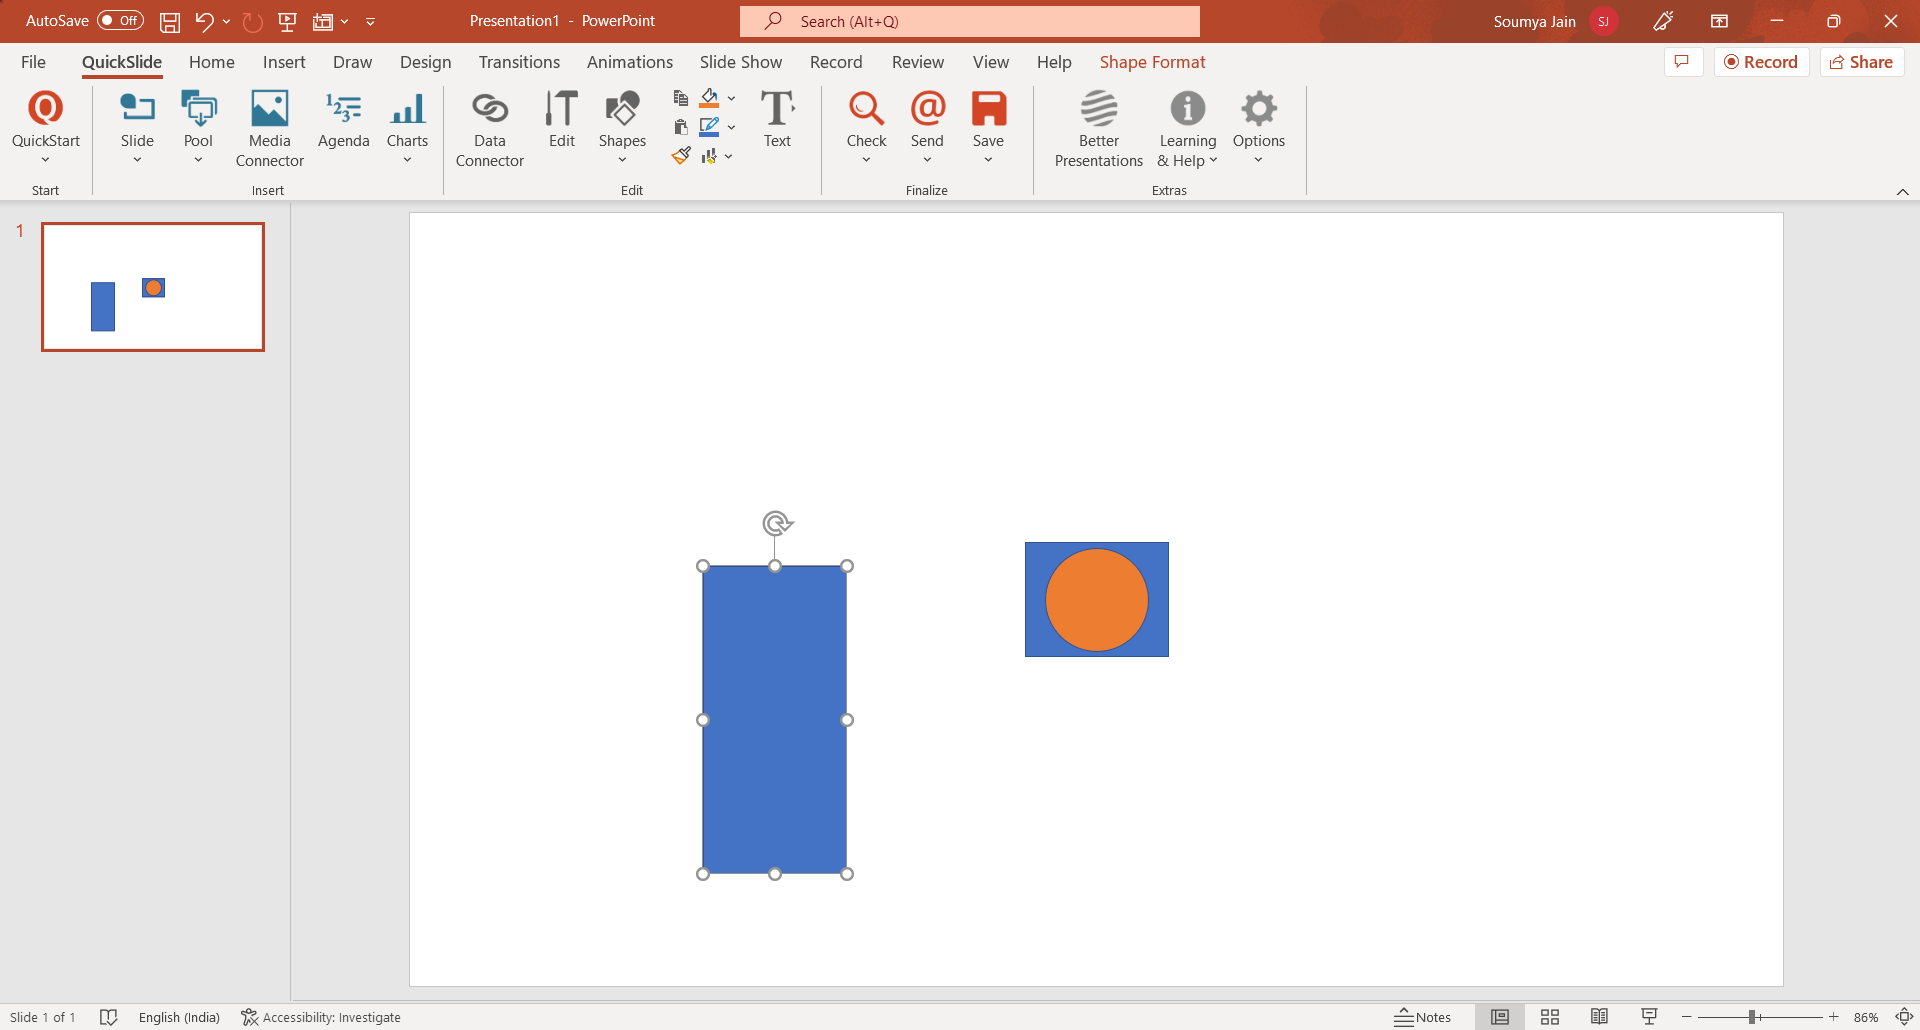 AutoSave Off Presentation1 - PowerPoint Search (Alt+Q) Soumya Jain SJ
File QuickSlide Home Insert Draw Design Transitions Animations Slide Show Record Review View Help Shape Format Record Share
QuickStart Slide Pool Media Connector Agenda Charts Data Connector Edit Shapes Text Check Send Save Better Presentations Learning & Help Options
Start Insert Edit Finalize Extras
1
Slide 1 of 1 English (India) Accessibility: Investigate Notes 86%